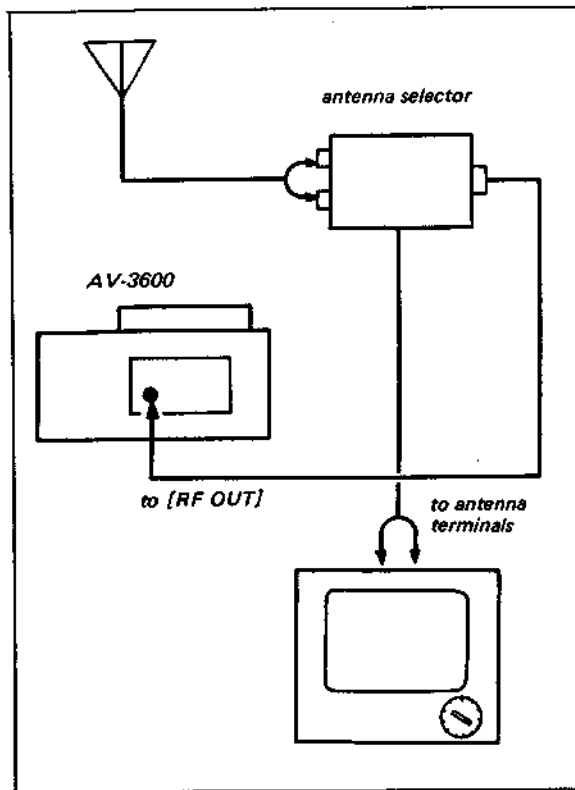 antenna selector
AV-3600
to [RF OUT]
to antenna
terminals